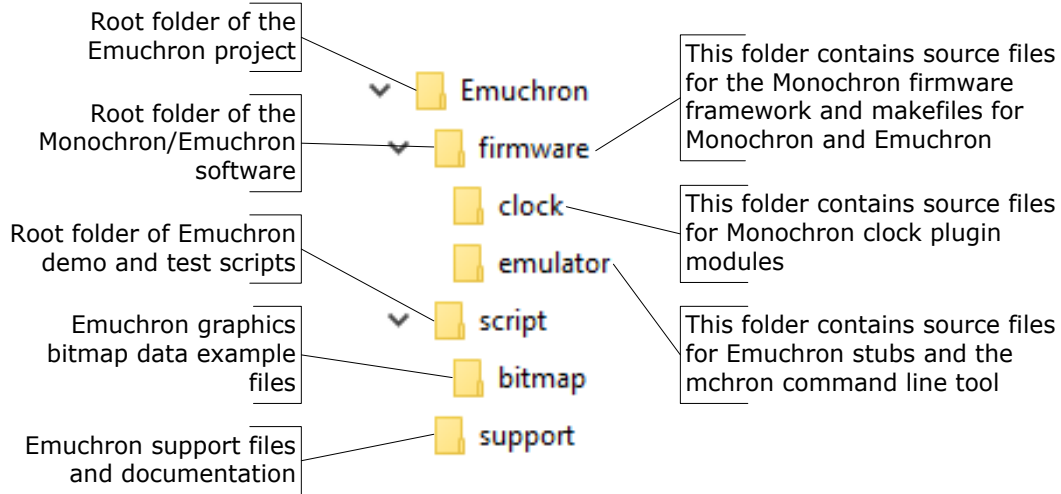 Root folder of the
Emuchron project
Root folder of the
Monochron/Emuchron
software
Root folder of Emuchron
demo and test scripts
Emuchron graphics
bitmap data example
files
Emuchron support files
and documentation
Emuchron
firmware
clock
emulator
script
bitmap
support
This folder contains source files
for the Monochron firmware
framework and makefiles for
Monochron and Emuchron
This folder contains source files
for Monochron clock plugin
modules
This folder contains source files
for Emuchron stubs and the
mchron command line tool